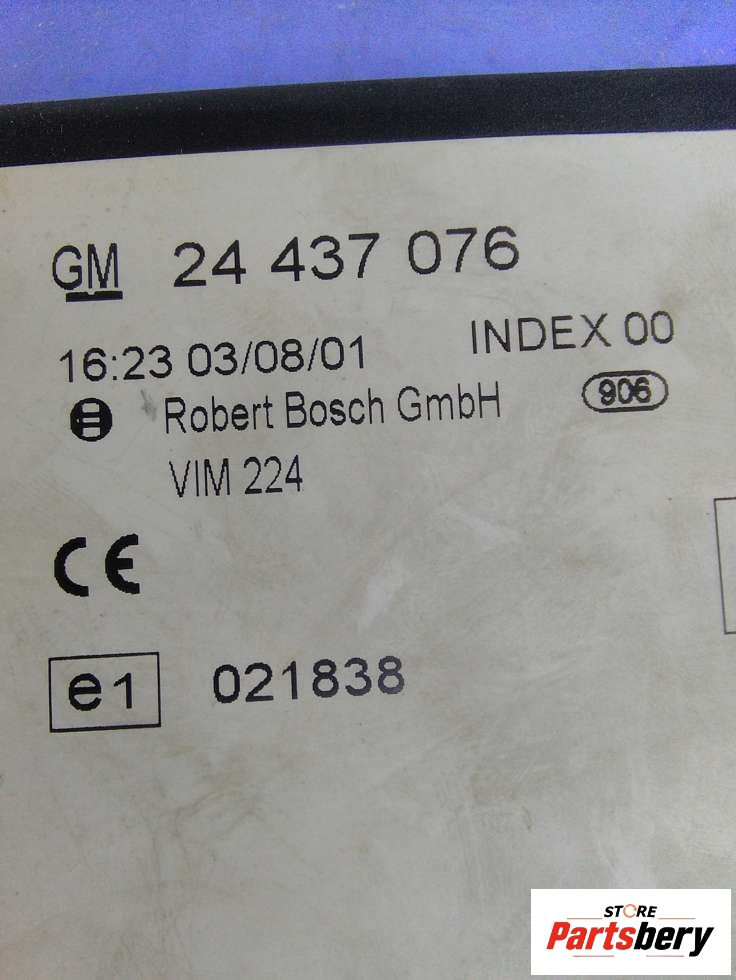 GM 24 437 076
16:23 03/08/01 INDEX 00
Robert Bosch GmbH 906
VIM 224
CE
e1 021838
STORE
Partsbery